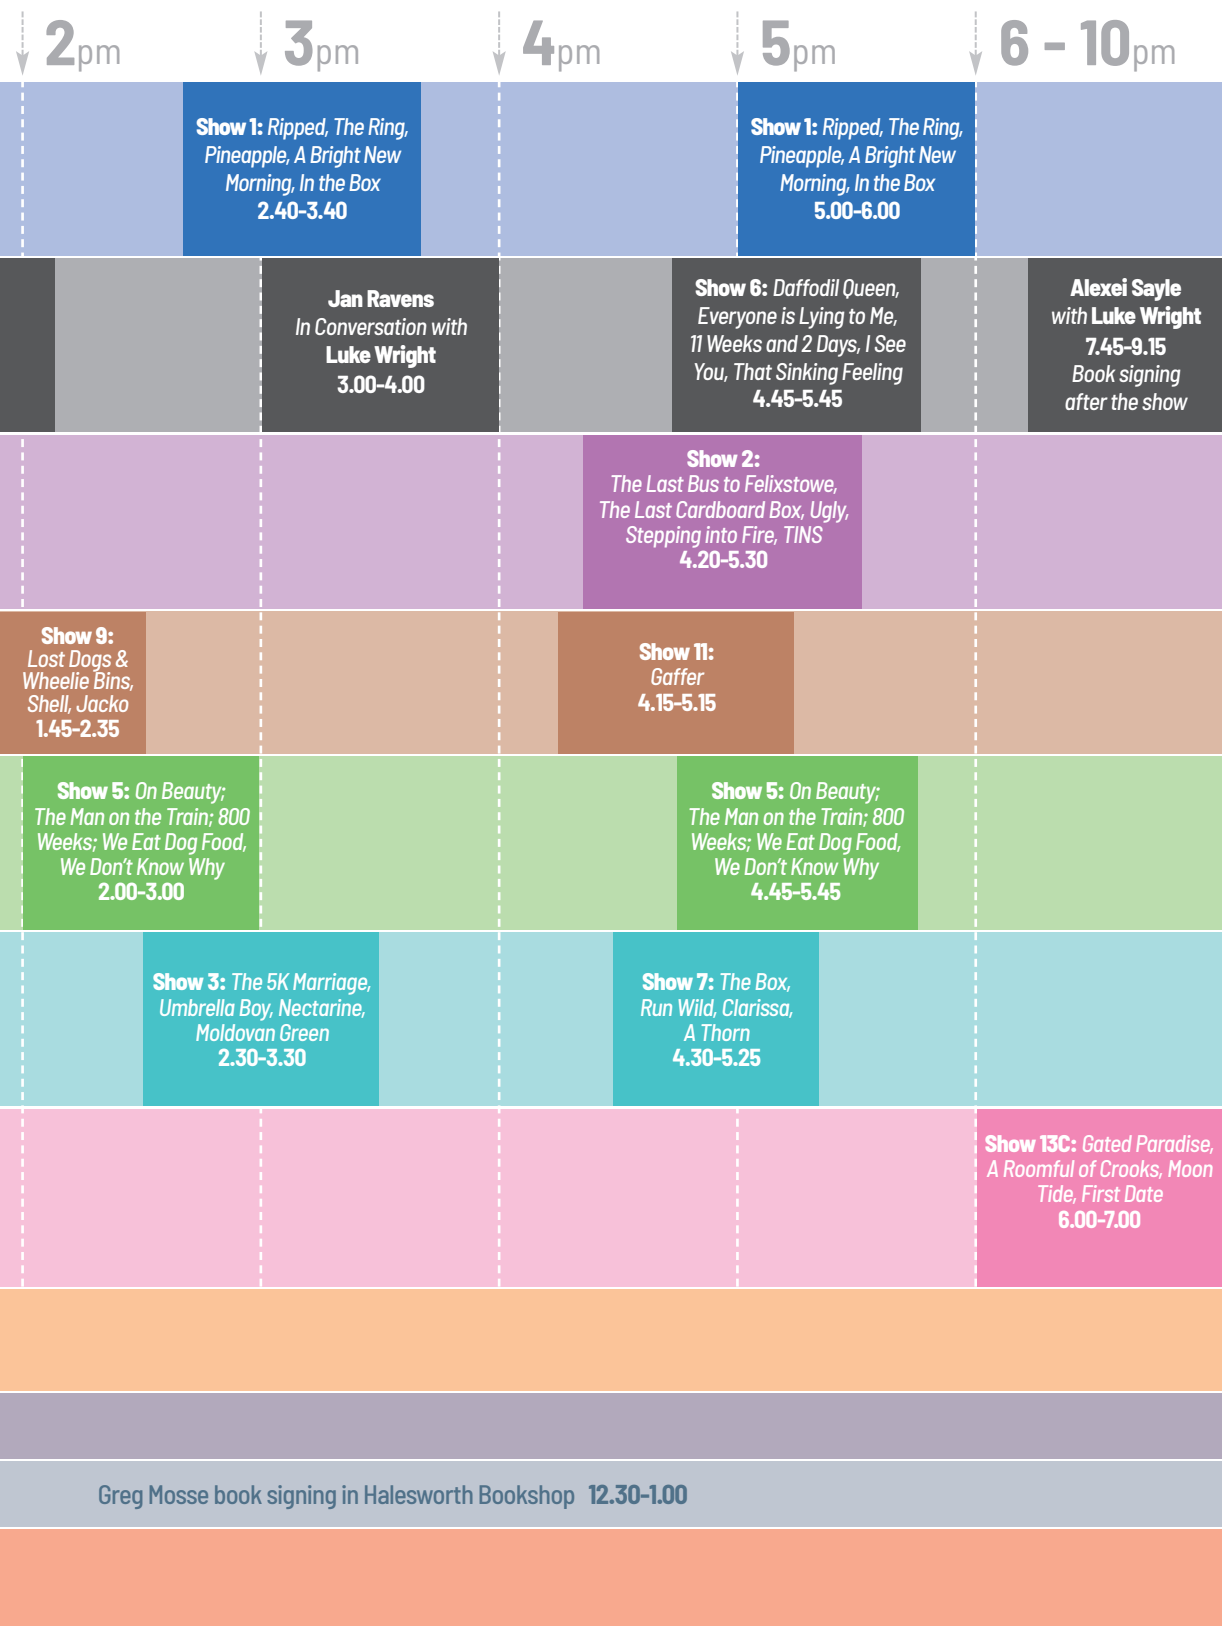 2pm
3pm
4pm
5pm
6 - 10pm
Show 1: Ripped, The Ring,
Pineapple, A Bright New
Morning, In the Box
2.40-3.40
Show 1: Ripped, The Ring,
Pineapple, A Bright New
Morning, In the Box
5.00-6.00
Jan Ravens
In Conversation with
Luke Wright
3.00-4.00
Show 6: Daffodil Queen,
Everyone is Lying to Me,
11 Weeks and 2 Days, I See
You, That Sinking Feeling
4.45-5.45
Alexei Sayle
with Luke Wright
7.45-9.15
Book signing
after the show
Show 2:
The Last Bus to Felixstowe,
The Last Cardboard Box, Ugly,
Stepping into Fire, TINS
4.20-5.30
Show 9:
Lost Dogs &
Wheelie Bins,
Shell, Jacko
1.45-2.35
Show 11:
Gaffer
4.15-5.15
Show 5: On Beauty;
The Man on the Train; 800
Weeks; We Eat Dog Food,
We Don't Know Why
2.00-3.00
Show 5: On Beauty;
The Man on the Train; 800
Weeks; We Eat Dog Food,
We Don't Know Why
4.45-5.45
Show 3: The 5K Marriage,
Umbrella Boy, Nectarine,
Moldovan Green
2.30-3.30
Show 7: The Box,
Run Wild, Clarissa,
A Thorn
4.30-5.25
Show 13C: Gated Paradise,
A Roomful of Crooks, Moon
Tide, First Date
6.00-7.00
Greg Mosse book signing in Halesworth Bookshop 12.30-1.00